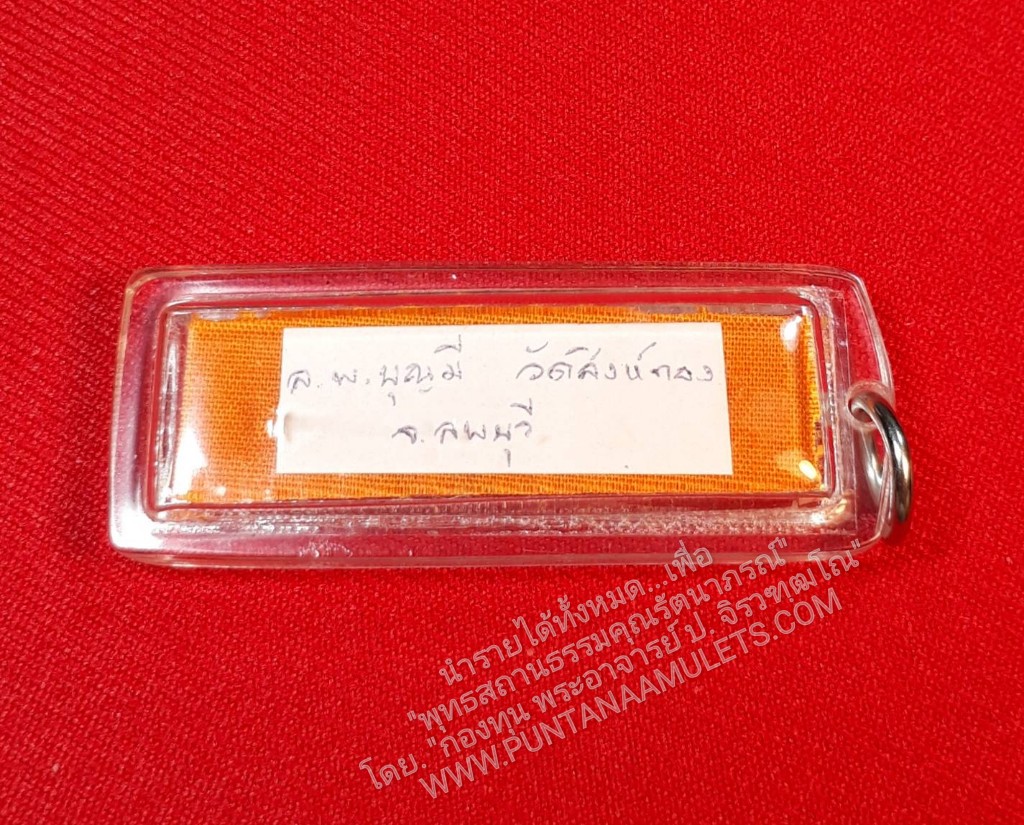 ล.พ.บุญมี วัดสิงห์ทอง
จ.ลพบุรี
นำรายได้ทั้งหมด...เพื่อ
"พุทธสถานธรรมคุณรัตนาภรณ์"
โดย. "กองทุน พระอาจารย์ ป. จิรวฑฺฒโณ"
WWW.PUNTANAAMULETS.COM